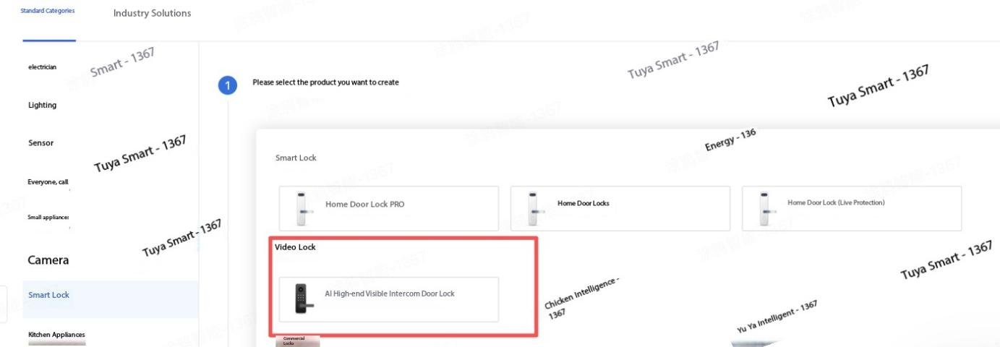 Standard Categories
Industry Solutions
electrician
Smart - 1367
Tuya Smart - 1367
Tuya Smart - 1367
1
Please select the product you want to create
Lighting
Sensor
Tuya Smart - 1367
Energy - 136
Smart Lock
Everyone, call
Home Door Lock PRO
Home Door Locks
Home Door Lock (Live Protection)
Small appliances
Tuya Smart - 1367
Video Lock
Camera
Tuya Smart - 1367
Smart Lock
AI High-end Visible Intercom Door Lock
Chicken Intelligence -
1367
Yu Ya Intelligent - 1367
Kitchen Appliances
Commercial
Locks